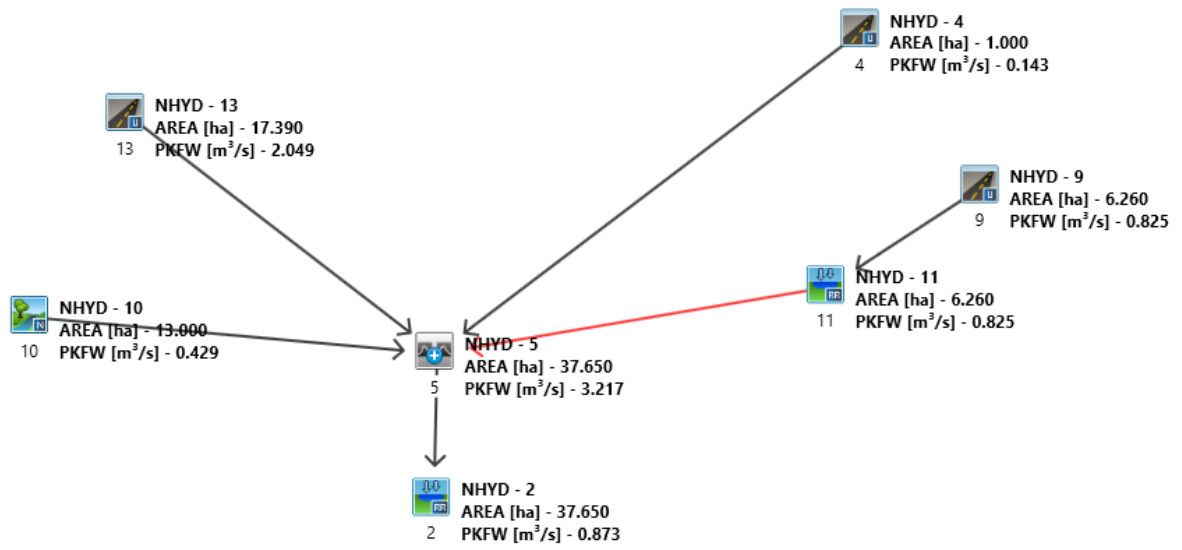 NHYD - 4
AREA [ha] - 1.000
PKFW [m³/s] - 0.143
U
4
NHYD - 13
AREA [ha] - 17.390
PKFW [m³/s] - 2.049
U
13
NHYD - 9
AREA [ha] - 6.260
PKFW [m³/s] - 0.825
U
9
NHYD - 11
AREA [ha] - 6.260
PKFW [m³/s] - 0.825
RR
11
NHYD - 10
AREA [ha] - 13.000
PKFW [m³/s] - 0.429
N
10
NHYD - 5
AREA [ha] - 37.650
PKFW [m³/s] - 3.217
5
NHYD - 2
AREA [ha] - 37.650
PKFW [m³/s] - 0.873
RR
2